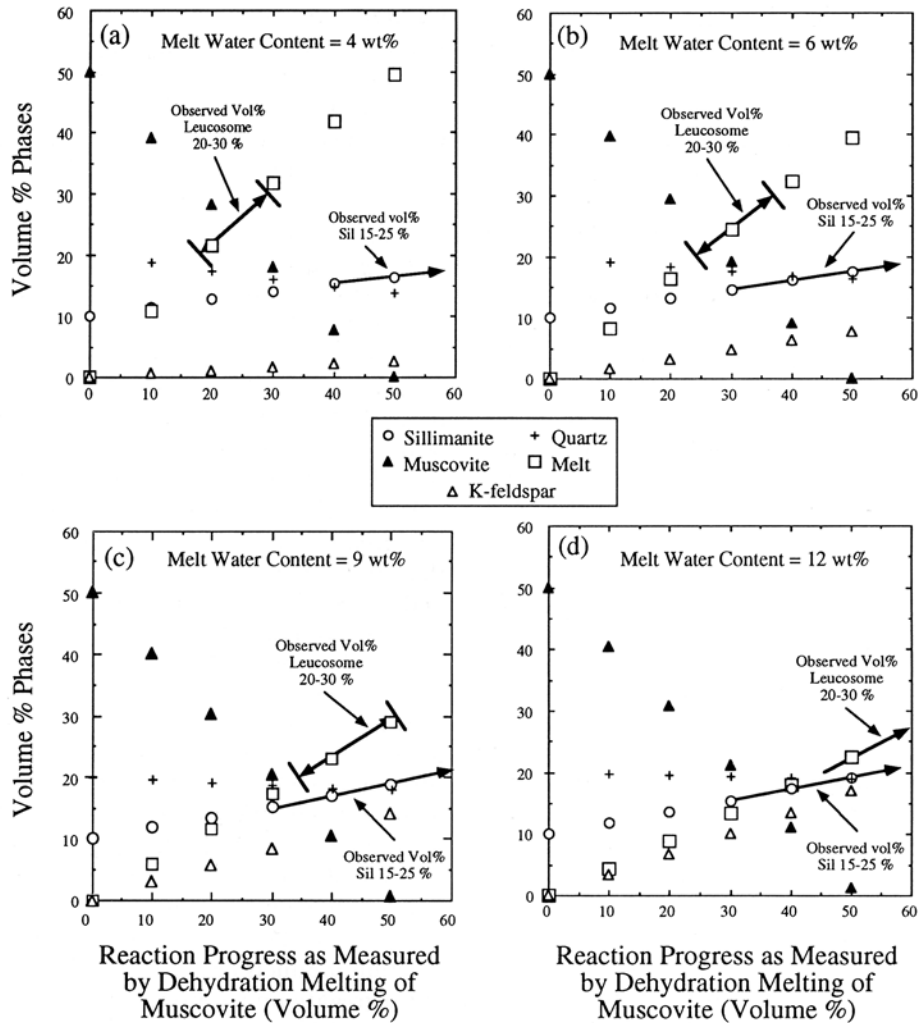 (a)
Melt Water Content = 4 wt%
Observed Vol%
Leucosome
20-30 %
Observed vol%
Sil 15-25 %
60
50
40
30
20
10
0
0 10 20 30 40 50 60
Volume % Phases
(b)
Melt Water Content = 6 wt%
Observed Vol%
Leucosome
20-30 %
Observed vol%
Sil 15-25 %
60
50
40
30
20
10
0
0 10 20 30 40 50 60
Sillimanite Quartz
Muscovite Melt
K-feldspar
(c)
Melt Water Content = 9 wt%
Observed Vol%
Leucosome
20-30 %
Observed Vol%
Sil 15-25 %
60
50
40
30
20
10
0
0 10 20 30 40 50 60
Volume % Phases
(d)
Melt Water Content = 12 wt%
Observed Vol%
Leucosome
20-30 %
Observed Vol%
Sil 15-25 %
60
50
40
30
20
10
0
0 10 20 30 40 50 60
Reaction Progress as Measured
by Dehydration Melting of
Muscovite (Volume %)
Reaction Progress as Measured
by Dehydration Melting of
Muscovite (Volume %)